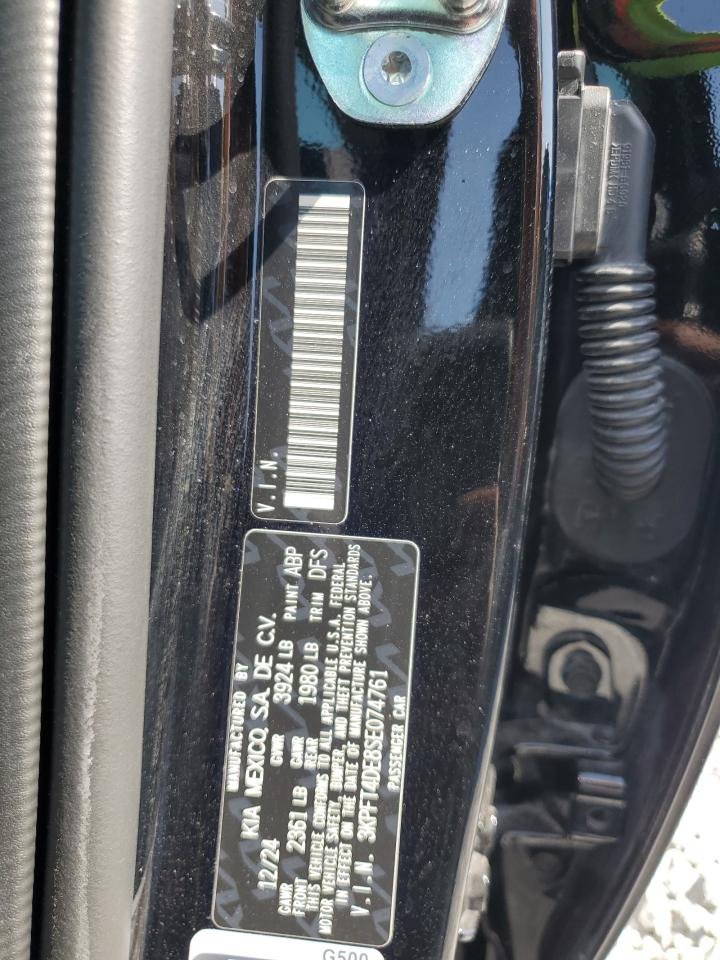 V.I.N.
MANUFACTURED BY
12/24 KIA MEXICO, S.A. DE C.V.
GAWR GVWR 3924 LB PAINT ABP
FRONT 2361 LB GAWR REAR 1980 LB TRIM DFS
THIS VEHICLE CONFORMS TO ALL APPLICABLE U.S.A. FEDERAL
MOTOR VEHICLE SAFETY, BUMPER, AND THEFT PREVENTION STANDARDS
IN EFFECT ON THE DATE OF MANUFACTURE SHOWN ABOVE.
V.I.N. 3KPFT4DE8SE074761
PASSENGER CAR
G500